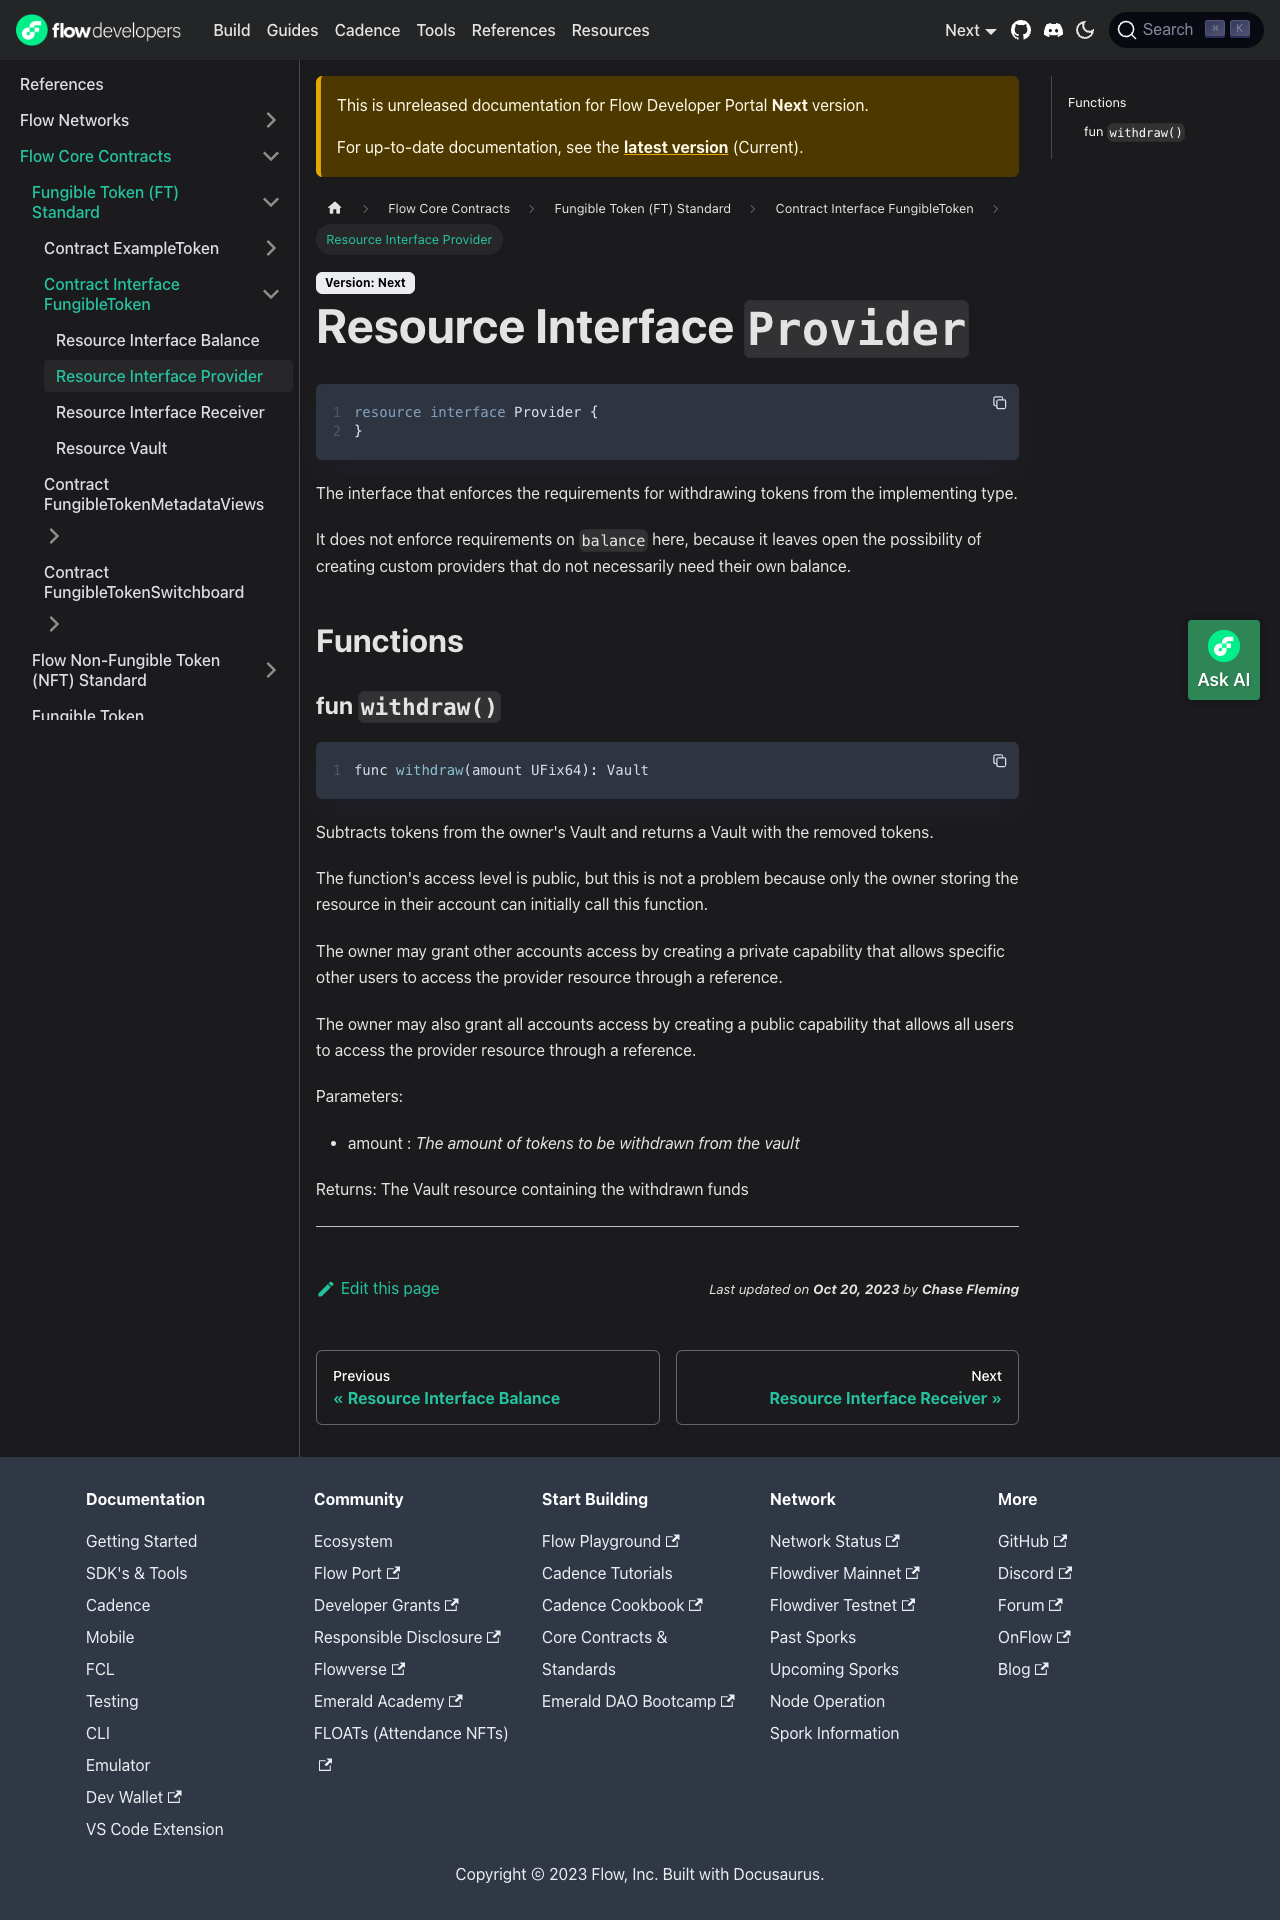 flowdevelopers
Build Guides Cadence Tools References Resources
Next
Search ⌘ K
References
Flow Networks
Flow Core Contracts
Fungible Token (FT)
Standard
Contract ExampleToken
Contract Interface
FungibleToken
Resource Interface Balance
Resource Interface Provider
Resource Interface Receiver
Resource Vault
Contract
FungibleTokenMetadataViews
Contract
FungibleTokenSwitchboard
Flow Non-Fungible Token
(NFT) Standard
Fungible Token
This is unreleased documentation for Flow Developer Portal Next version.
For up-to-date documentation, see the latest version (Current).
Flow Core Contracts
Fungible Token (FT) Standard
Contract Interface FungibleToken
Resource Interface Provider
Version: Next
Resource Interface Provider
1 resource interface Provider {
2 }
The interface that enforces the requirements for withdrawing tokens from the implementing type.
It does not enforce requirements on balance here, because it leaves open the possibility of
creating custom providers that do not necessarily need their own balance.
Functions
fun withdraw()
1 func withdraw(amount UFix64): Vault
Subtracts tokens from the owner's Vault and returns a Vault with the removed tokens.
The function's access level is public, but this is not a problem because only the owner storing the
resource in their account can initially call this function.
The owner may grant other accounts access by creating a private capability that allows specific
other users to access the provider resource through a reference.
The owner may also grant all accounts access by creating a public capability that allows all users
to access the provider resource through a reference.
Parameters:
• amount : The amount of tokens to be withdrawn from the vault
Returns: The Vault resource containing the withdrawn funds
Edit this page
Last updated on Oct 20, 2023 by Chase Fleming
Previous
« Resource Interface Balance
Next
Resource Interface Receiver »
Functions
fun withdraw()
Ask AI
Documentation
Getting Started
SDK's & Tools
Cadence
Mobile
FCL
Testing
CLI
Emulator
Dev Wallet
VS Code Extension
Community
Ecosystem
Flow Port
Developer Grants
Responsible Disclosure
Flowverse
Emerald Academy
FLOATs (Attendance NFTs)
Start Building
Flow Playground
Cadence Tutorials
Cadence Cookbook
Core Contracts &
Standards
Emerald DAO Bootcamp
Network
Network Status
Flowdiver Mainnet
Flowdiver Testnet
Past Sporks
Upcoming Sporks
Node Operation
Spork Information
More
GitHub
Discord
Forum
OnFlow
Blog
Copyright © 2023 Flow, Inc. Built with Docusaurus.